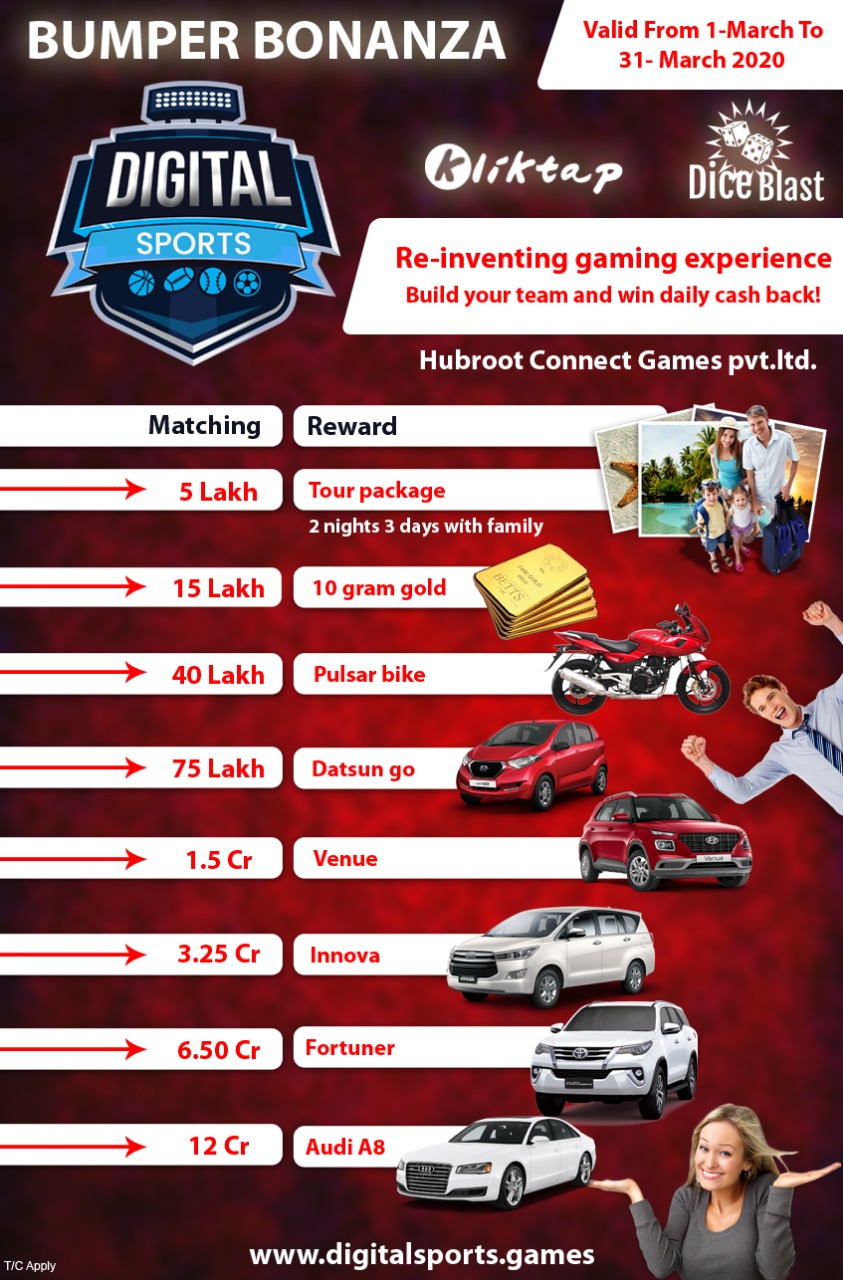 BUMPER BONANZA
Valid From 1-March To
31- March 2020
DIGITAL
SPORTS
kliktap
Dice Blast
Re-inventing gaming experience
Build your team and win daily cash back!
Hubroot Connect Games pvt.ltd.
Matching Reward
5 Lakh Tour package
2 nights 3 days with family
15 Lakh 10 gram gold
FINE GOLD
BETTS
40 Lakh Pulsar bike
75 Lakh Datsun go
1.5 Cr Venue
Venue
3.25 Cr Innova
6.50 Cr Fortuner
12 Cr Audi A8
www.digitalsports.games
T/C Apply